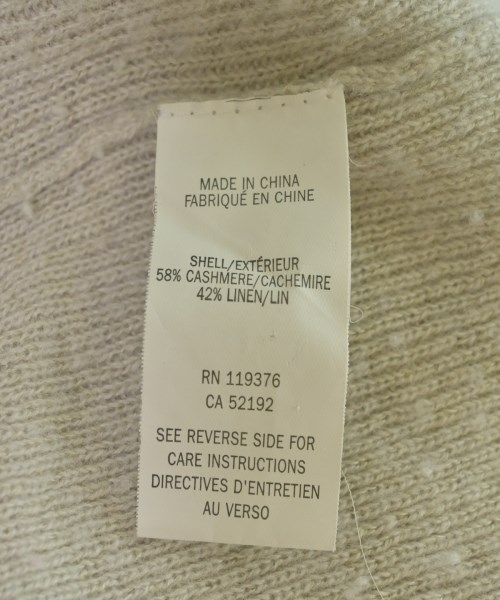 MADE IN CHINA
FABRIQUÉ EN CHINE
SHELL/EXTÉRIEUR
58% CASHMERE/CACHEMIRE
42% LINEN/LIN
RN 119376
CA 52192
SEE REVERSE SIDE FOR
CARE INSTRUCTIONS
DIRECTIVES D'ENTRETIEN
AU VERSO